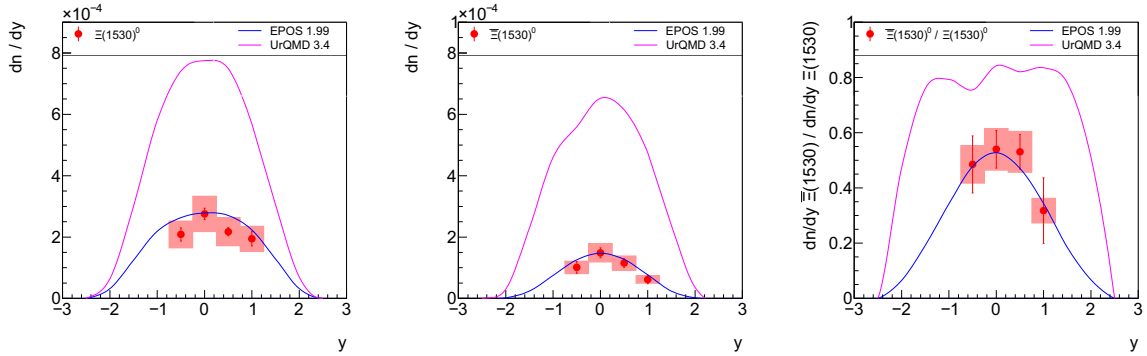 ×10⁻⁴
dn / dy
8
6
4
2
0
Ξ(1530)⁰
EPOS 1.99
UrQMD 3.4
−3 −2 −1 0 1 2 3
y
×10⁻⁴
dn / dy
1
8
6
4
2
0
Ξ̅(1530)⁰
EPOS 1.99
UrQMD 3.4
−3 −2 −1 0 1 2 3
y
dn/dy Ξ̅(1530) / dn/dy Ξ(1530)
1
0.8
0.6
0.4
0.2
0
Ξ̅(1530)⁰ / Ξ(1530)⁰
EPOS 1.99
UrQMD 3.4
−3 −2 −1 0 1 2 3
y